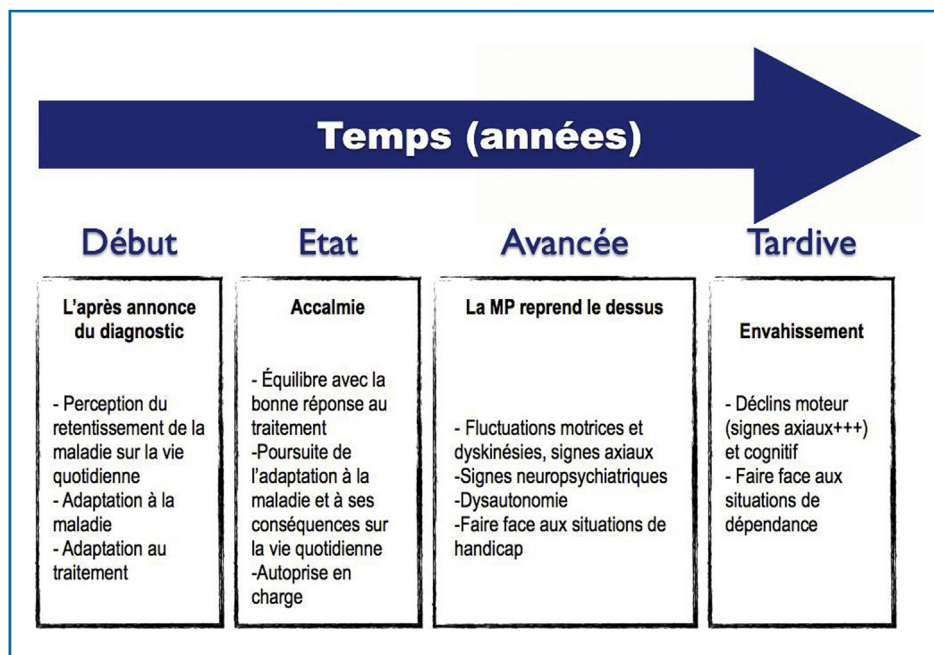 Temps (années)
Début
L'après annonce
du diagnostic
- Perception du
retentissement de la
maladie sur la vie
quotidienne
- Adaptation à la
maladie
- Adaptation au
traitement
Etat
Accalmie
- Équilibre avec la
bonne réponse au
traitement
-Poursuite de
l'adaptation à la
maladie et à ses
conséquences sur
la vie quotidienne
-Autoprise en
charge
Avancée
La MP reprend le dessus
- Fluctuations motrices et
dyskinésies, signes axiaux
-Signes neuropsychiatriques
-Dysautonomie
-Faire face aux situations de
handicap
Tardive
Envahissement
- Déclins moteur
(signes axiaux+++)
et cognitif
- Faire face aux
situations de
dépendance